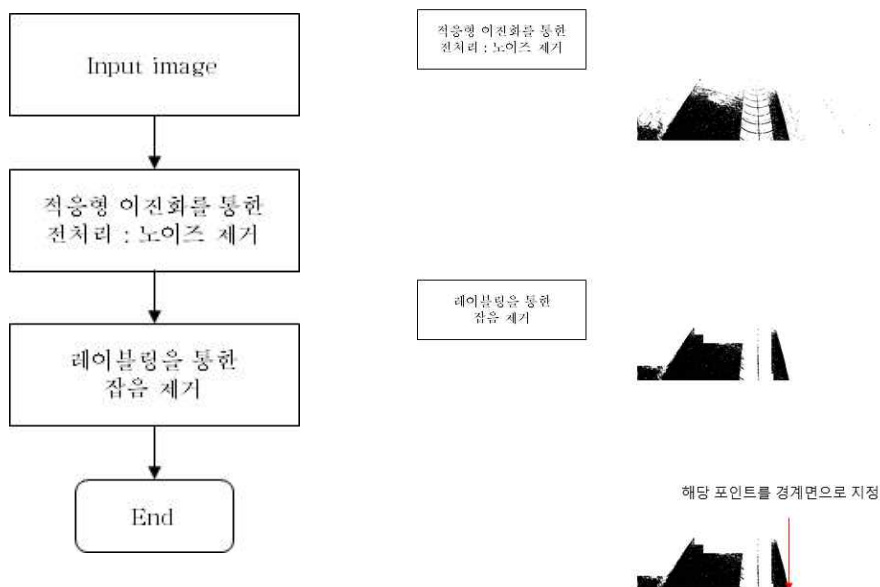 Input image
적응형 이진화를 통한
전처리 : 노이즈 제거
레이블링을 통한
잡음 제거
End
적응형 이진화를 통한
전처리 : 노이즈 제거
레이블링을 통한
잡음 제거
해당 포인트를 경계면으로 지정